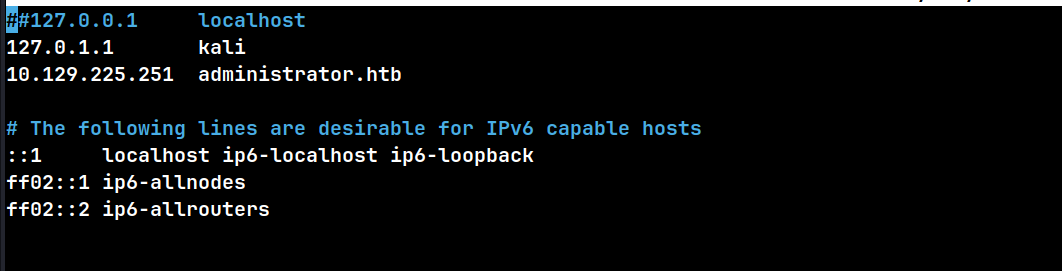 ##127.0.0.1     localhost
127.0.1.1       kali
10.129.225.251  administrator.htb
# The following lines are desirable for IPv6 capable hosts
::1     localhost ip6-localhost ip6-loopback
ff02::1 ip6-allnodes
ff02::2 ip6-allrouters